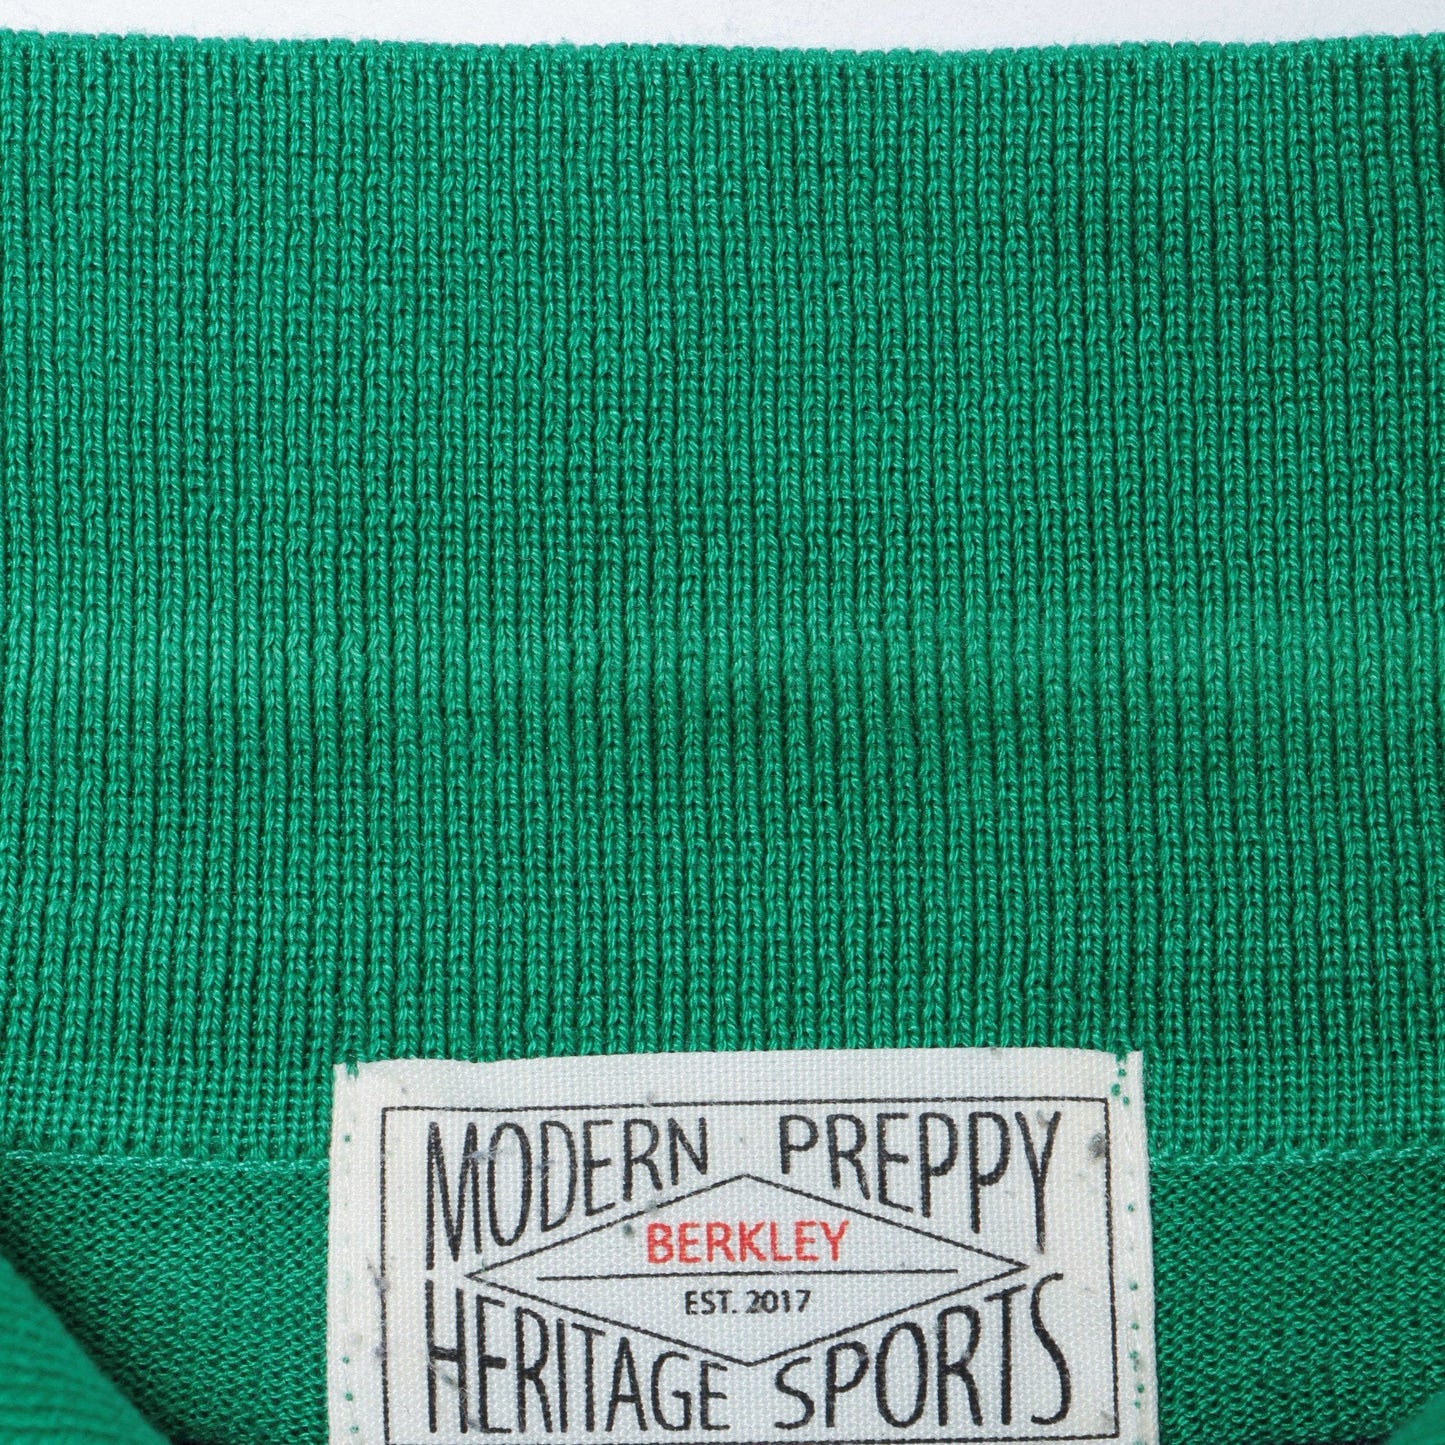 MODERN PREPPY
BERKLEY
EST. 2017
HERITAGE SPORTS